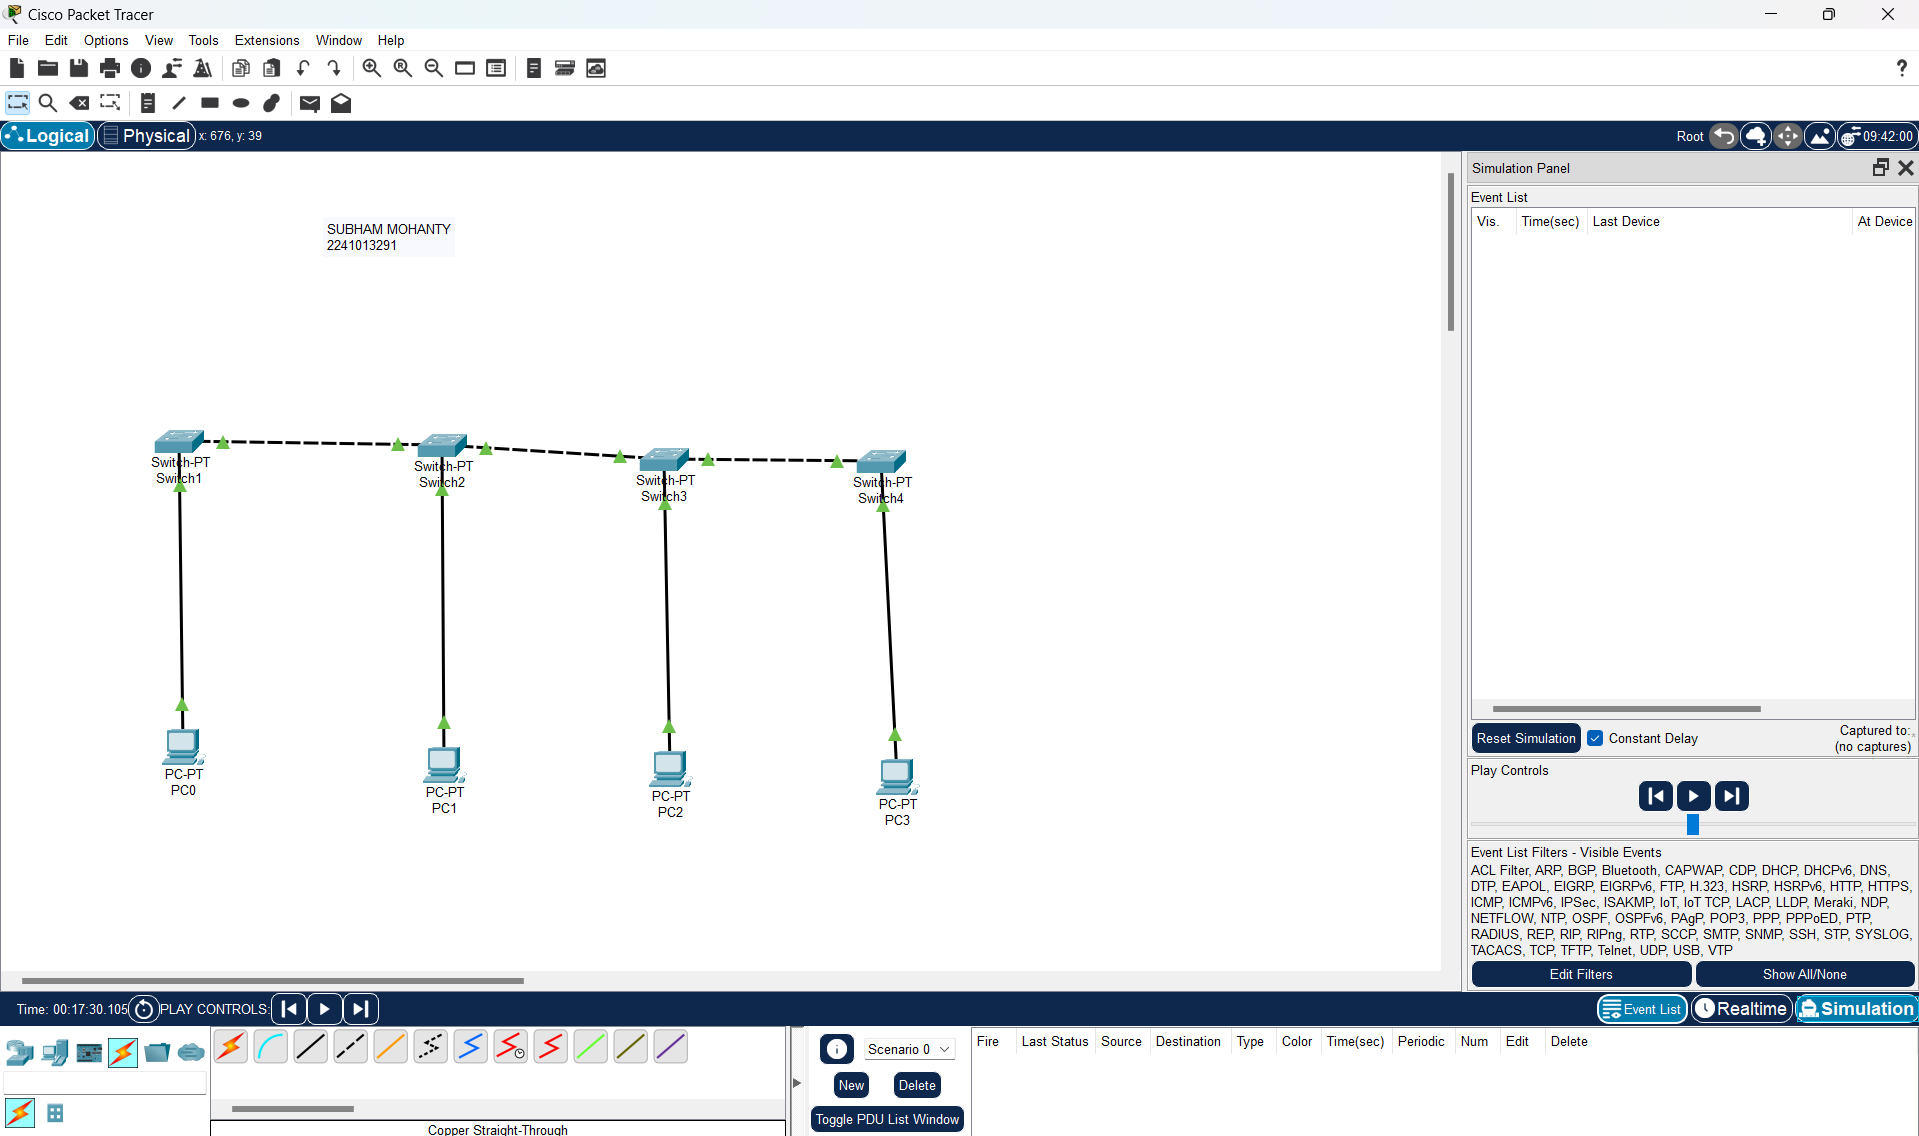 Cisco Packet Tracer
File Edit Options View Tools Extensions Window Help
?
Logical Physical x: 676, y: 39 Root 09:42:00
Simulation Panel
Event List
Vis. Time(sec) Last Device At Device
SUBHAM MOHANTY
2241013291
Switch-PT
Switch1
Switch-PT
Switch2
Switch-PT
Switch3
Switch-PT
Switch4
PC-PT
PC0
PC-PT
PC1
PC-PT
PC2
PC-PT
PC3
Reset Simulation Constant Delay Captured to:
(no captures)
Play Controls
Event List Filters - Visible Events
ACL Filter, ARP, BGP, Bluetooth, CAPWAP, CDP, DHCP, DHCPv6, DNS,
DTP, EAPOL, EIGRP, EIGRPv6, FTP, H.323, HSRP, HSRPv6, HTTP, HTTPS,
ICMP, ICMPv6, IPSec, ISAKMP, IoT, IoT TCP, LACP, LLDP, Meraki, NDP,
NETFLOW, NTP, OSPF, OSPFv6, PAgP, POP3, PPP, PPPoED, PTP,
RADIUS, REP, RIP, RIPng, RTP, SCCP, SMTP, SNMP, SSH, STP, SYSLOG,
TACACS, TCP, TFTP, Telnet, UDP, USB, VTP
Edit Filters Show All/None
Time: 00:17:30.105 PLAY CONTROLS: Event List Realtime Simulation
Scenario 0
New Delete
Toggle PDU List Window
Fire Last Status Source Destination Type Color Time(sec) Periodic Num Edit Delete
Copper Straight-Through